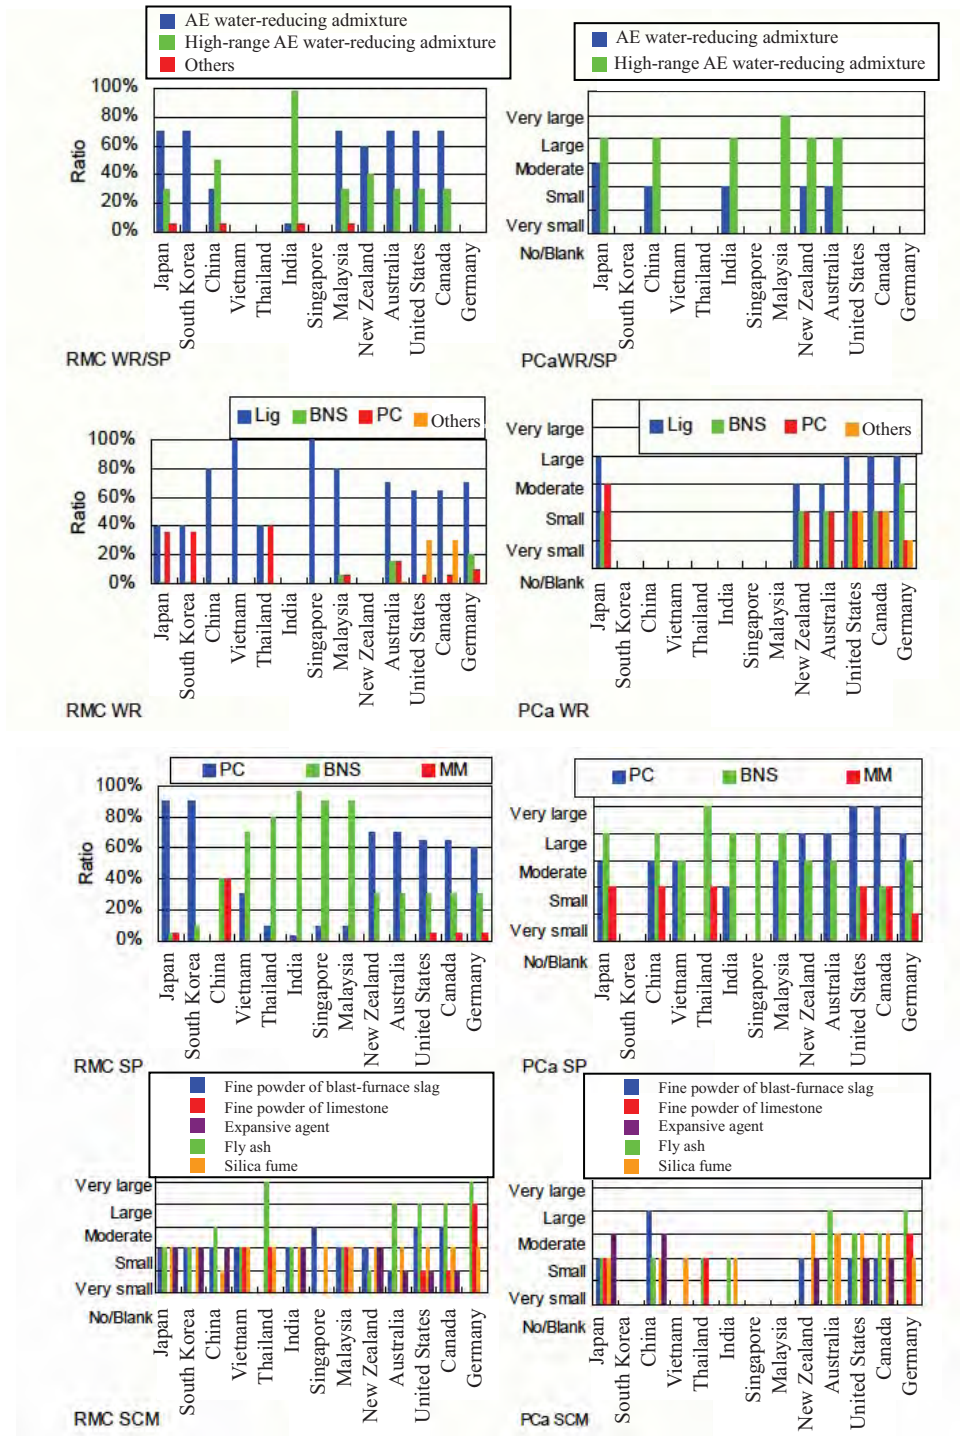 AE water-reducing admixture
High-range AE water-reducing admixture
Others
100%
80%
60%
40%
20%
0%
Ratio
Japan
South Korea
China
Vietnam
Thailand
India
Singapore
Malaysia
New Zealand
Australia
United States
Canada
Germany
RMC WR/SP
AE water-reducing admixture
High-range AE water-reducing admixture
Very large
Large
Moderate
Small
Very small
No/Blank
Japan
South Korea
China
Vietnam
Thailand
India
Singapore
Malaysia
New Zealand
Australia
United States
Canada
Germany
PCaWR/SP
Lig BNS PC Others
100%
80%
60%
40%
20%
0%
Ratio
Japan
South Korea
China
Vietnam
Thailand
India
Singapore
Malaysia
New Zealand
Australia
United States
Canada
Germany
RMC WR
Lig BNS PC Others
Very large
Large
Moderate
Small
Very small
No/Blank
Japan
South Korea
China
Vietnam
Thailand
India
Singapore
Malaysia
New Zealand
Australia
United States
Canada
Germany
PCa WR
PC BNS MM
100%
80%
60%
40%
20%
0%
Ratio
Japan
South Korea
China
Vietnam
Thailand
India
Singapore
Malaysia
New Zealand
Australia
United States
Canada
Germany
RMC SP
PC BNS MM
Very large
Large
Moderate
Small
Very small
No/Blank
Japan
South Korea
China
Vietnam
Thailand
India
Singapore
Malaysia
New Zealand
Australia
United States
Canada
Germany
PCa SP
Fine powder of blast-furnace slag
Fine powder of limestone
Expansive agent
Fly ash
Silica fume
Very large
Large
Moderate
Small
Very small
No/Blank
Japan
South Korea
China
Vietnam
Thailand
India
Singapore
Malaysia
New Zealand
Australia
United States
Canada
Germany
RMC SCM
Fine powder of blast-furnace slag
Fine powder of limestone
Expansive agent
Fly ash
Silica fume
Very large
Large
Moderate
Small
Very small
No/Blank
Japan
South Korea
China
Vietnam
Thailand
India
Singapore
Malaysia
New Zealand
Australia
United States
Canada
Germany
PCa SCM